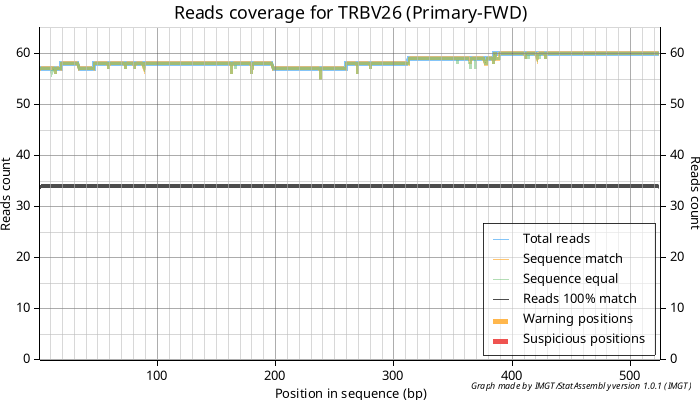 Reads coverage for TRBV26 (Primary-FWD)
60
50
40
30
20
10
0
60
50
40
30
20
10
0
Reads count
Reads count
100
200
300
400
500
Position in sequence (bp)
Total reads
Sequence match
Sequence equal
Reads 100% match
Warning positions
Suspicious positions
Graph made by IMGT/StatAssembly version 1.0.1 (IMGT)